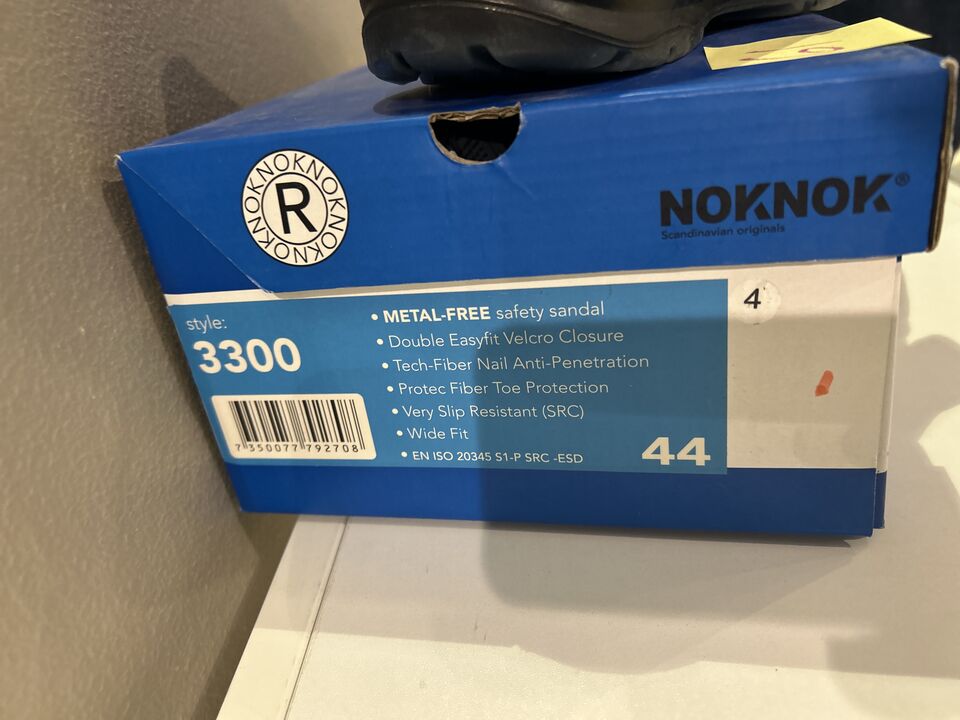 NOKNOKNOKNOKNOKNOK
R
NOKNOK®
Scandinavian originals
style:
3300
7 350077 792708
• METAL-FREE safety sandal
• Double Easyfit Velcro Closure
• Tech-Fiber Nail Anti-Penetration
• Protec Fiber Toe Protection
• Very Slip Resistant (SRC)
• Wide Fit
• EN ISO 20345 S1-P SRC -ESD
44
4